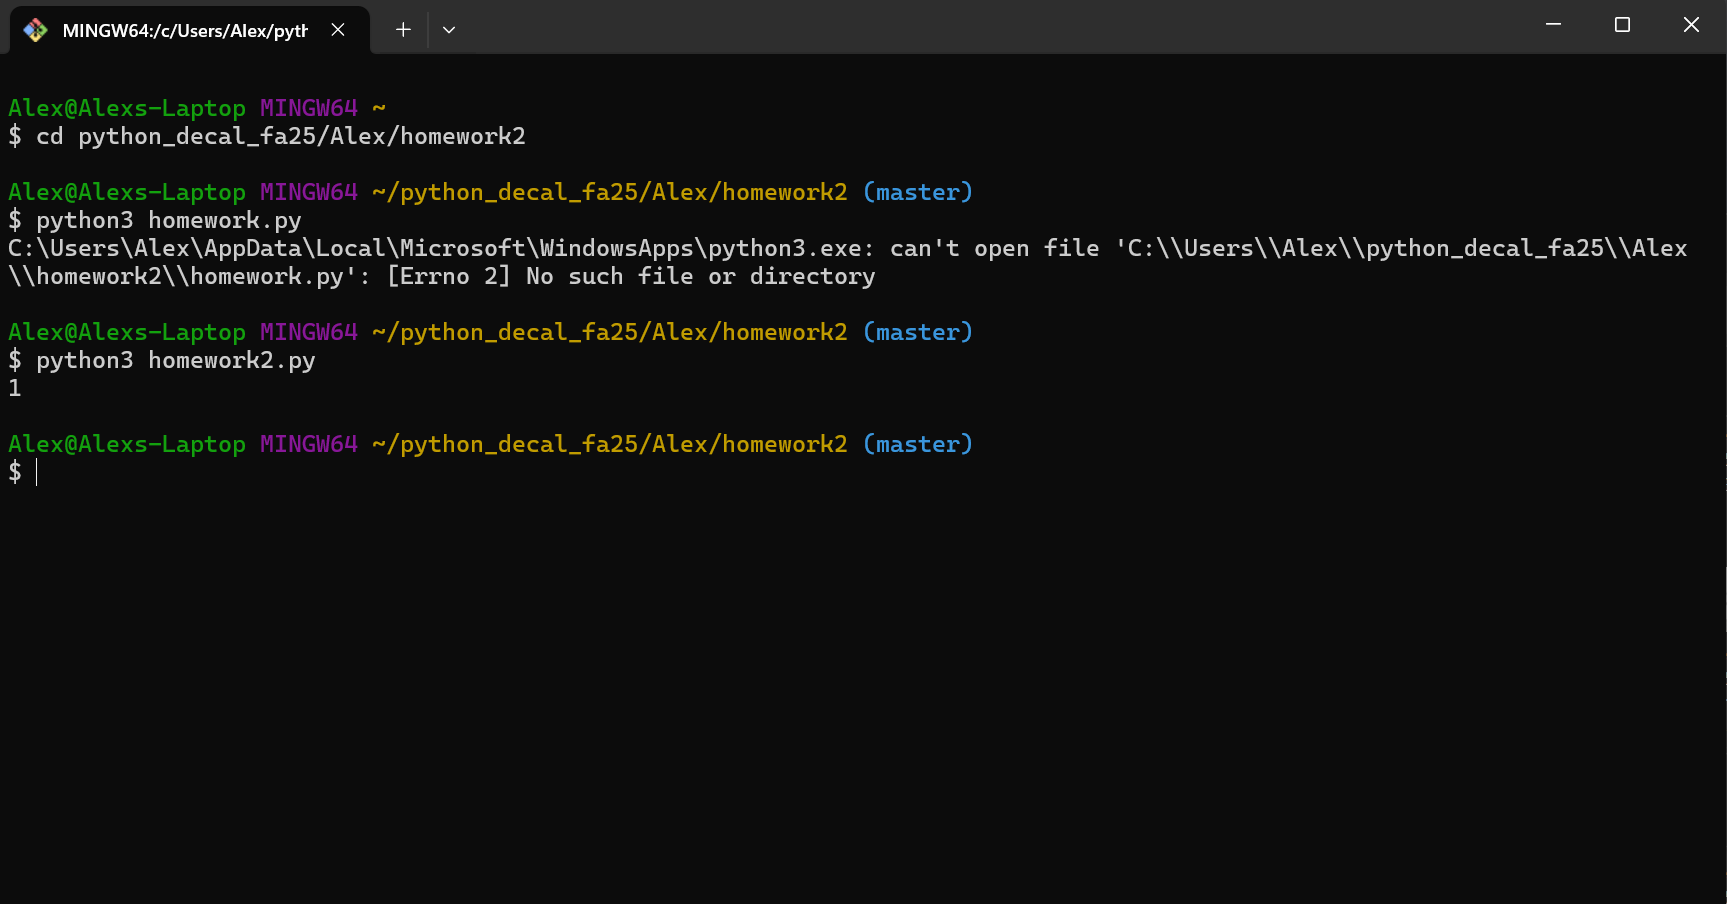 MINGW64:/c/Users/Alex/pyth
Alex@Alexs-Laptop MINGW64 ~
$ cd python_decal_fa25/Alex/homework2
Alex@Alexs-Laptop MINGW64 ~/python_decal_fa25/Alex/homework2 (master)
$ python3 homework.py
C:\Users\Alex\AppData\Local\Microsoft\WindowsApps\python3.exe: can't open file 'C:\\Users\\Alex\\python_decal_fa25\\Alex
\\homework2\\homework.py': [Errno 2] No such file or directory
Alex@Alexs-Laptop MINGW64 ~/python_decal_fa25/Alex/homework2 (master)
$ python3 homework2.py
1
Alex@Alexs-Laptop MINGW64 ~/python_decal_fa25/Alex/homework2 (master)
$